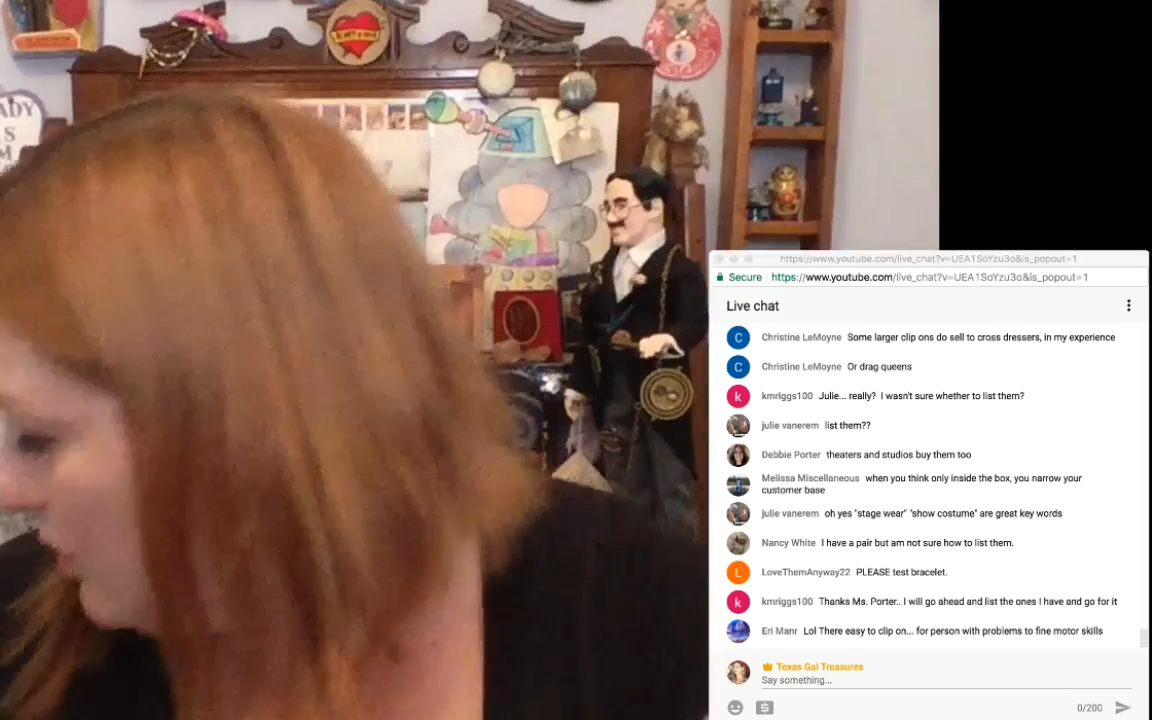 ADY
S
M
https://www.youtube.com/live_chat?v=UEA1SoYzu3o&is_popout=1
Secure https://www.youtube.com/live_chat?v=UEA1SoYzu3o&is_popout=1
Live chat
C Christine LeMoyne Some larger clip ons do sell to cross dressers, in my experience
C Christine LeMoyne Or drag queens
k kmriggs100 Julie... really? I wasn't sure whether to list them?
julie vanerem list them??
Debbie Porter theaters and studios buy them too
Melissa Miscellaneous when you think only inside the box, you narrow your
customer base
julie vanerem oh yes "stage wear" "show costume" are great key words
Nancy White I have a pair but am not sure how to list them.
L LoveThemAnyway22 PLEASE test bracelet.
k kmriggs100 Thanks Ms. Porter.. I will go ahead and list the ones I have and go for it
Eri Manr Lol There easy to clip on... for person with problems to fine motor skills
Texas Gal Treasures
Say something...
0/200